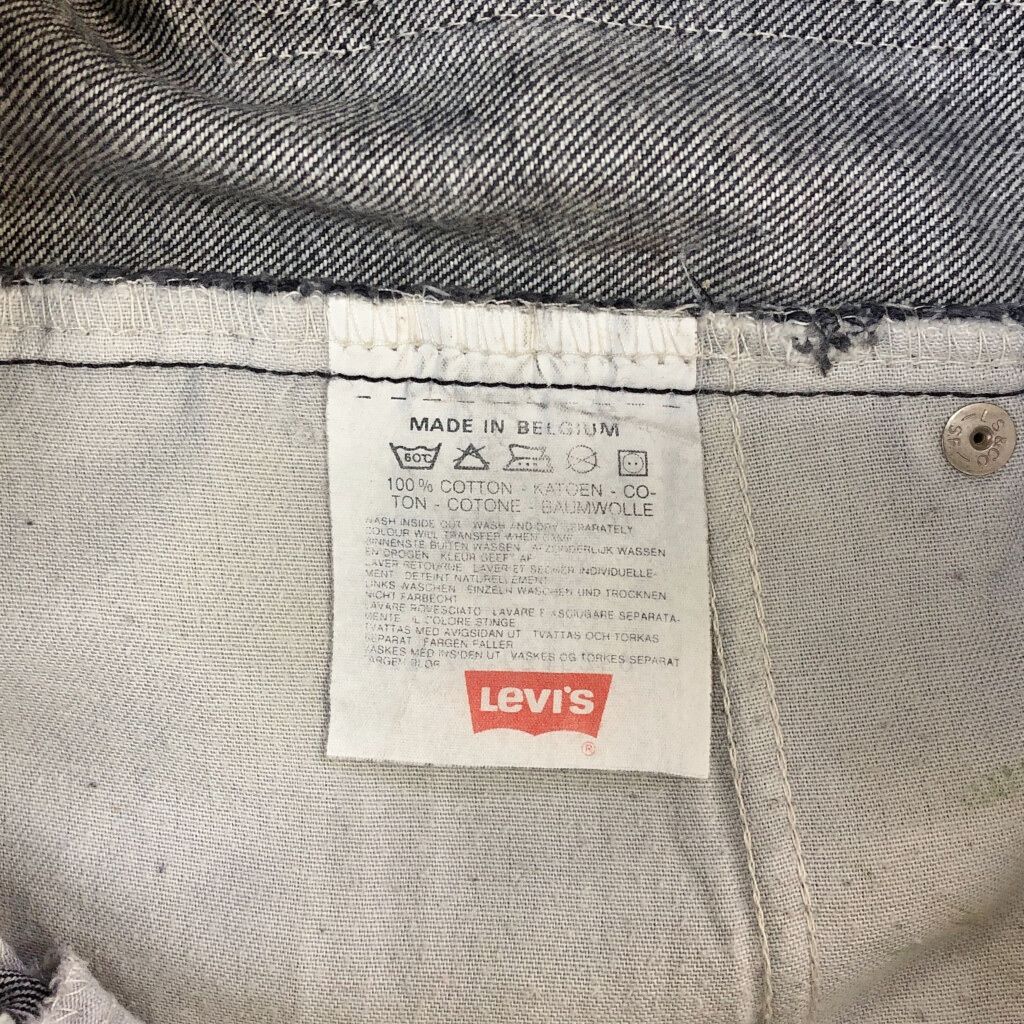 MADE IN BELGIUM
60°C
100% COTTON - KATOEN - CO-
TON - COTONE - BAUMWOLLE
WASH INSIDE OUT WASH AND DRY SEPARATELY
COLOUR WILL TRANSFER WHEN
BINNENSTE BUITEN WASSEN AFZONDERLIJK WASSEN
EN DROGEN KLEUR GEEFT AF
LAVER RETOURNE LAVER ET SECHER INDIVIDUELLE-
MENT DETEINT NATURELLEMENT
LINKS WASCHEN EINZELN WASCHEN UND TROCKNEN
NICHT FARBECHT
LAVARE ROVESCIATO LAVARE E ASCIUGARE SEPARATA-
MENTE IL COLORE STINGE
TVATTAS MED AVIGSIDAN UT TVATTAS OCH TORKAS
SEPARAT FARGEN FALLER
VASKES MED INDSIDEN UT VASKES OG TORKES SEPARAT
Levi's
®
L S & CO - SF -